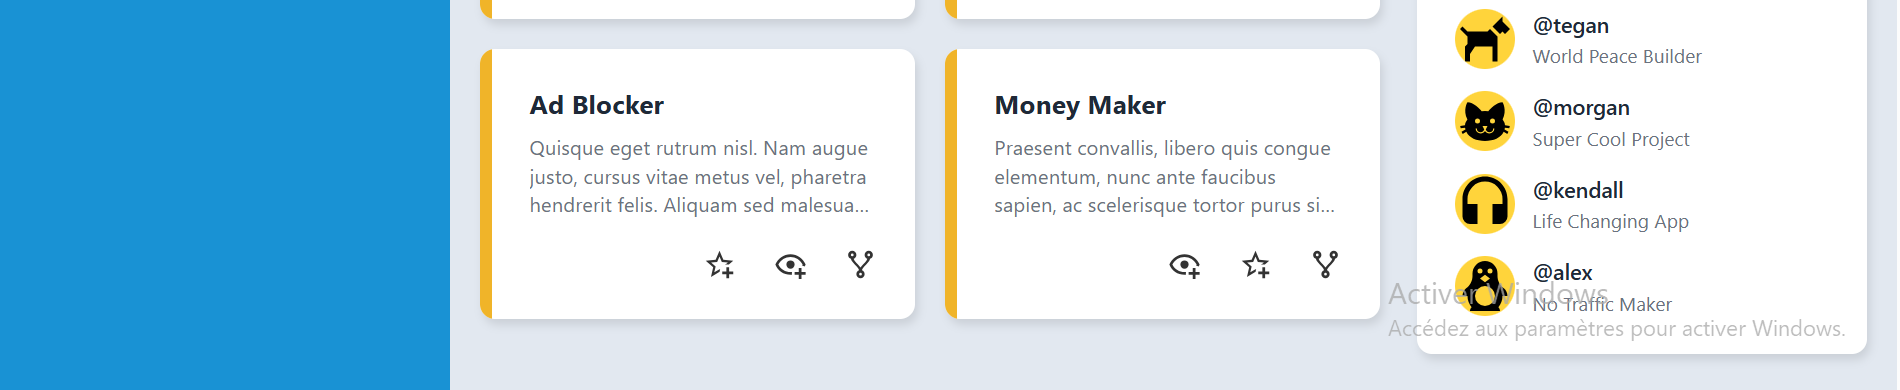 Ad Blocker
Quisque eget rutrum nisl. Nam augue
justo, cursus vitae metus vel, pharetra
hendrerit felis. Aliquam sed malesua...
Money Maker
Praesent convallis, libero quis congue
elementum, nunc ante faucibus
sapien, ac scelerisque tortor purus si...
@tegan
World Peace Builder
@morgan
Super Cool Project
@kendall
Life Changing App
@alex
No Traffic Maker
Activer Windows
Accédez aux paramètres pour activer Windows.